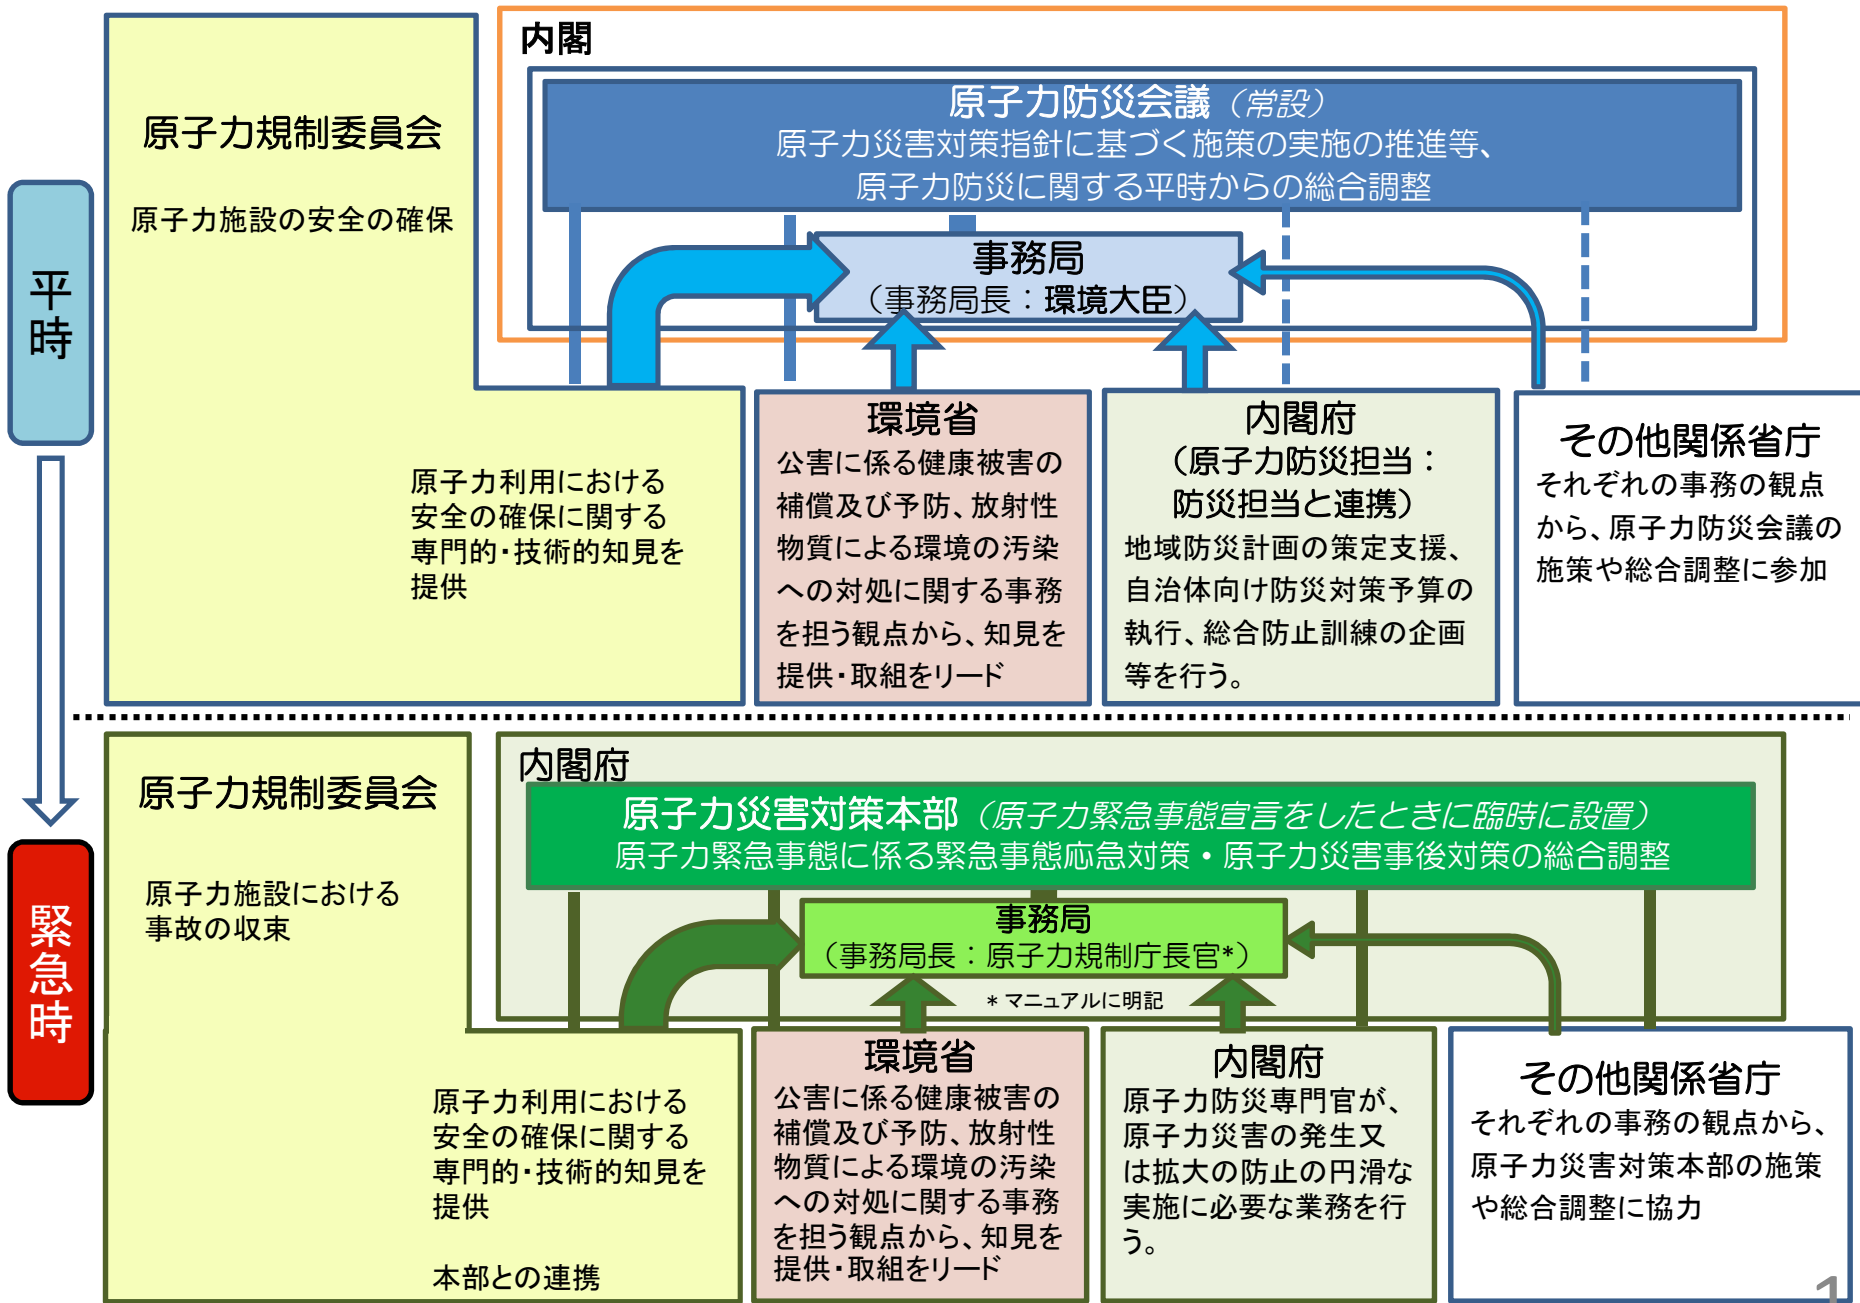 平時
原子力規制委員会
原子力施設の安全の確保
原子力利用における
安全の確保に関する
専門的・技術的知見を
提供
内閣
原子力防災会議（常設）
原子力災害対策指針に基づく施策の実施の推進等、
原子力防災に関する平時からの総合調整
事務局
（事務局長：環境大臣）
環境省
公害に係る健康被害の
補償及び予防、放射性
物質による環境の汚染
への対処に関する事務
を担う観点から、知見を
提供・取組をリード
内閣府
（原子力防災担当：
防災担当と連携）
地域防災計画の策定支援、
自治体向け防災対策予算の
執行、総合防止訓練の企画
等を行う。
その他関係省庁
それぞれの事務の観点
から、原子力防災会議の
施策や総合調整に参加
緊急時
原子力規制委員会
原子力施設における
事故の収束
原子力利用における
安全の確保に関する
専門的・技術的知見を
提供
本部との連携
内閣府
原子力災害対策本部（原子力緊急事態宣言をしたときに臨時に設置）
原子力緊急事態に係る緊急事態応急対策・原子力災害事後対策の総合調整
事務局
（事務局長：原子力規制庁長官*）
* マニュアルに明記
環境省
公害に係る健康被害の
補償及び予防、放射性
物質による環境の汚染
への対処に関する事務
を担う観点から、知見を
提供・取組をリード
内閣府
原子力防災専門官が、
原子力災害の発生又
は拡大の防止の円滑な
実施に必要な業務を行
う。
その他関係省庁
それぞれの事務の観点から、
原子力災害対策本部の施策
や総合調整に協力
1